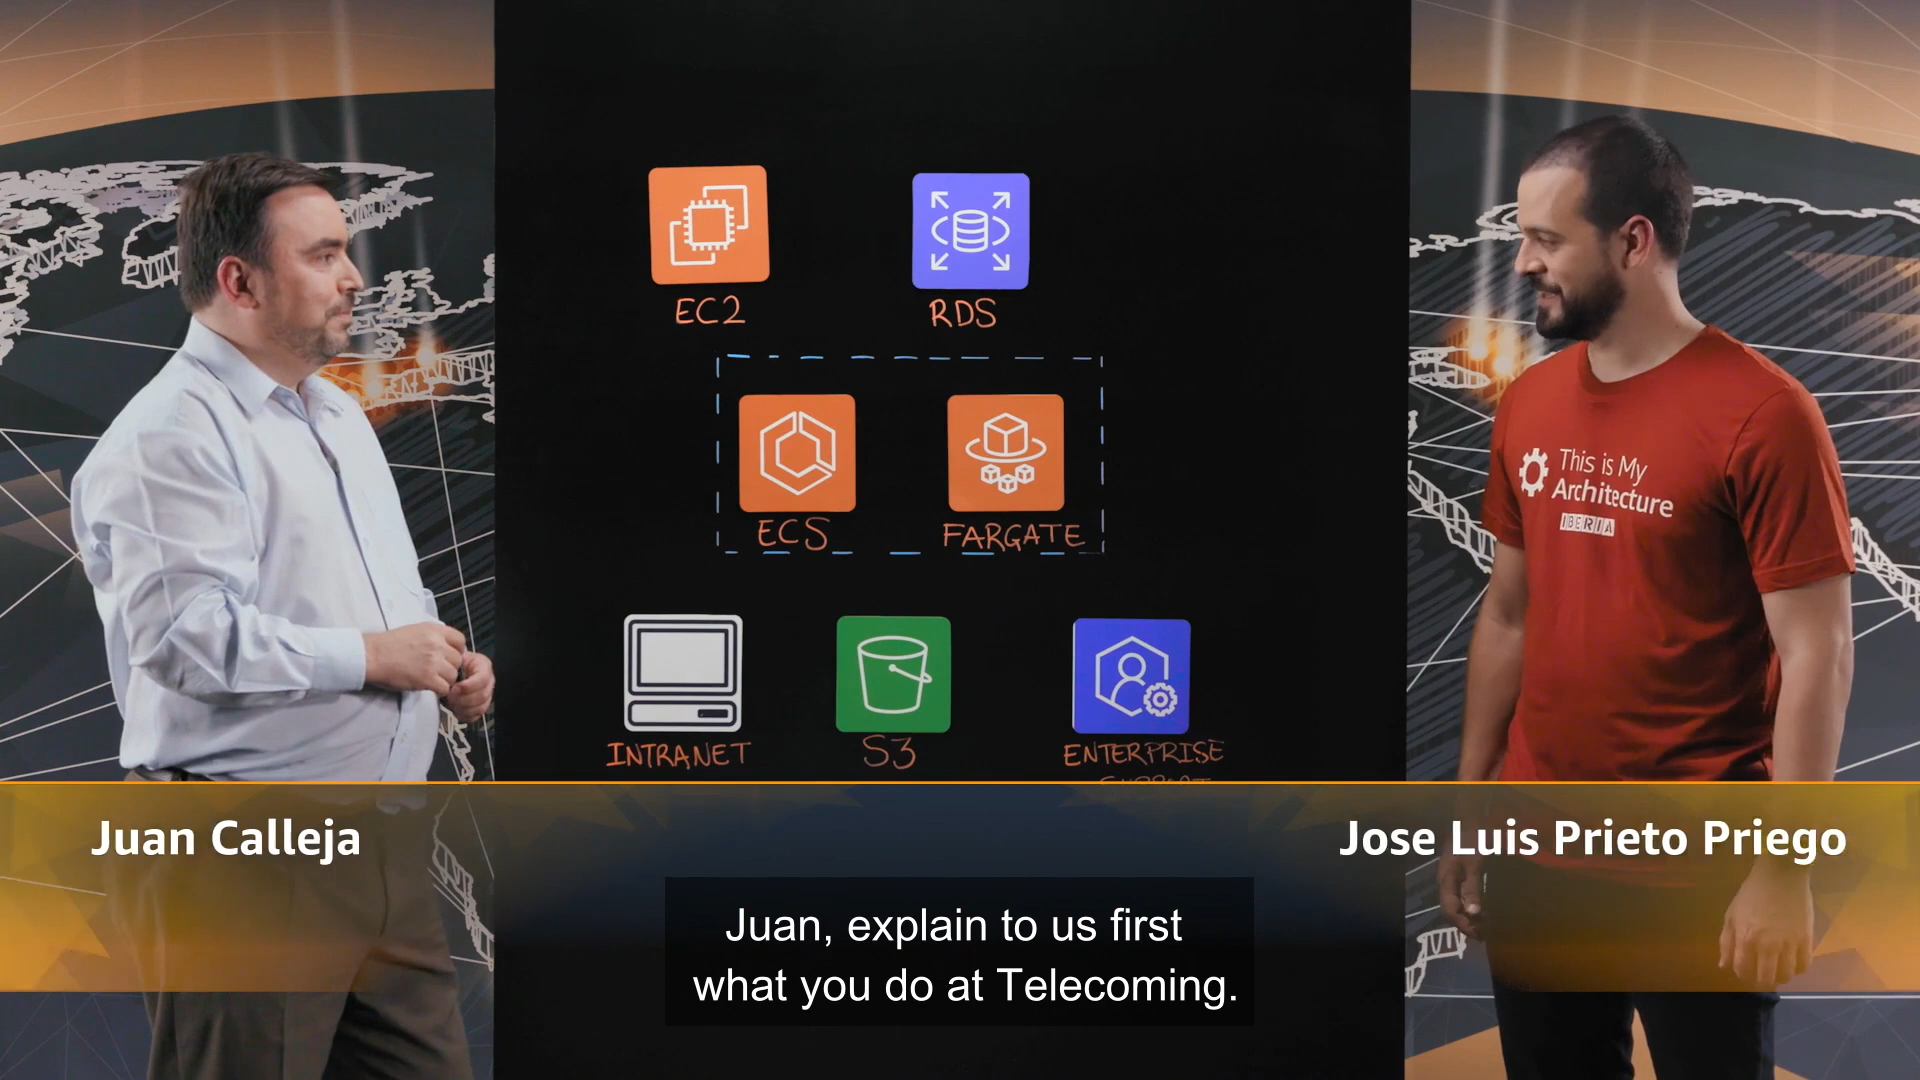 EC2
RDS
ECS
FARGATE
INTRANET
S3
ENTERPRISE
SUPPORT
This is My
Architecture
IBERIA
Juan Calleja
Jose Luis Prieto Priego
Juan, explain to us first
what you do at Telecoming.